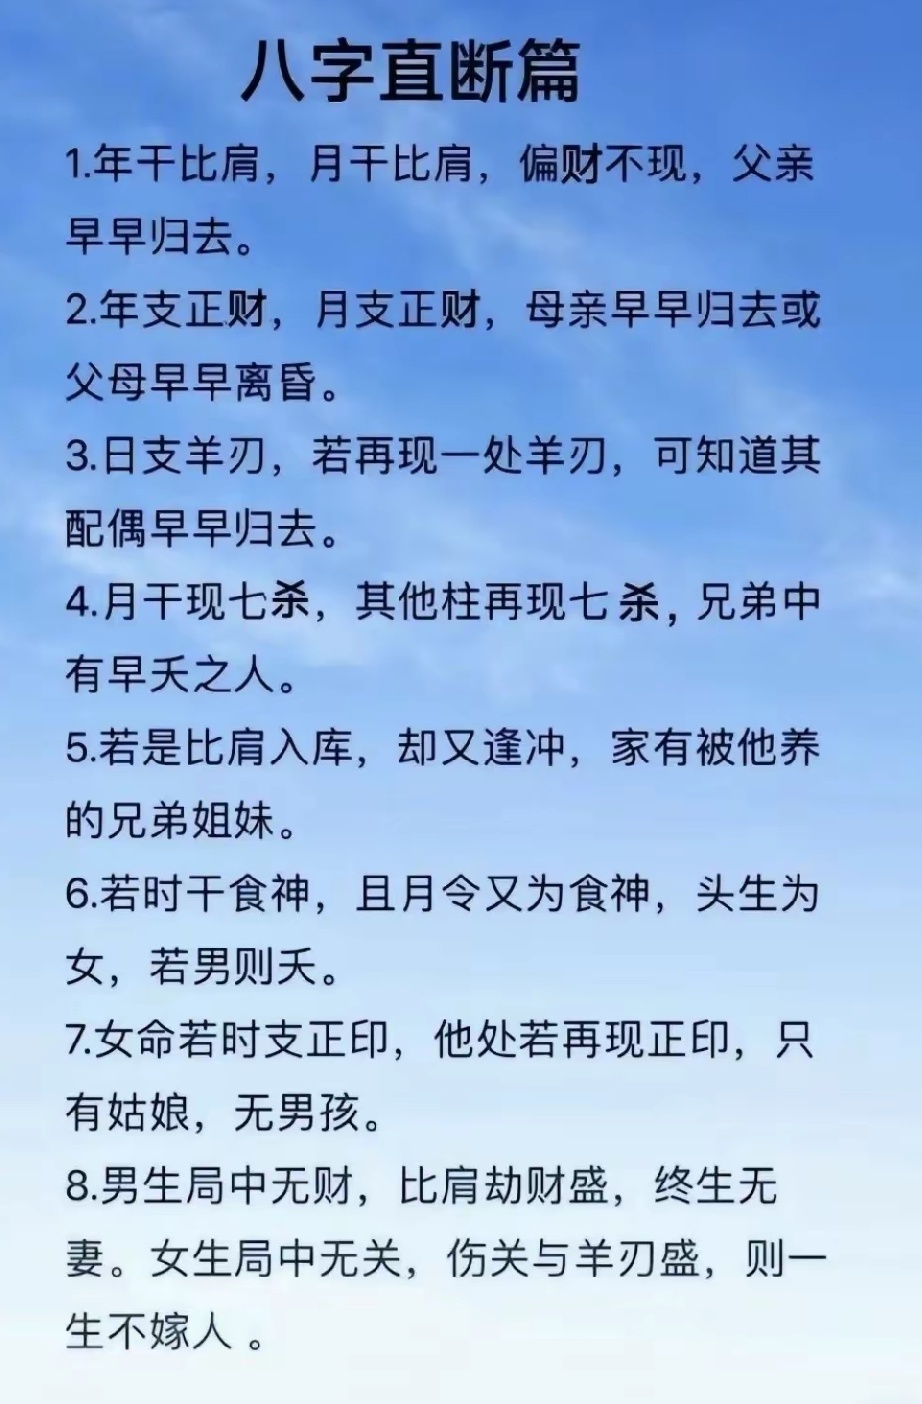 八字直断篇
1.年干比肩，月干比肩，偏财不现，父亲
早早归去。
2.年支正财，月支正财，母亲早早归去或
父母早早离昏。
3.日支羊刃，若再现一处羊刃，可知道其
配偶早早归去。
4.月干现七杀，其他柱再现七杀，兄弟中
有早夭之人。
5.若是比肩入库，却又逢冲，家有被他养
的兄弟姐妹。
6.若时干食神，且月令又为食神，头生为
女，若男则夭。
7.女命若时支正印，他处若再现正印，只
有姑娘，无男孩。
8.男生局中无财，比肩劫财盛，终生无
妻。女生局中无关，伤关与羊刃盛，则一
生不嫁人。